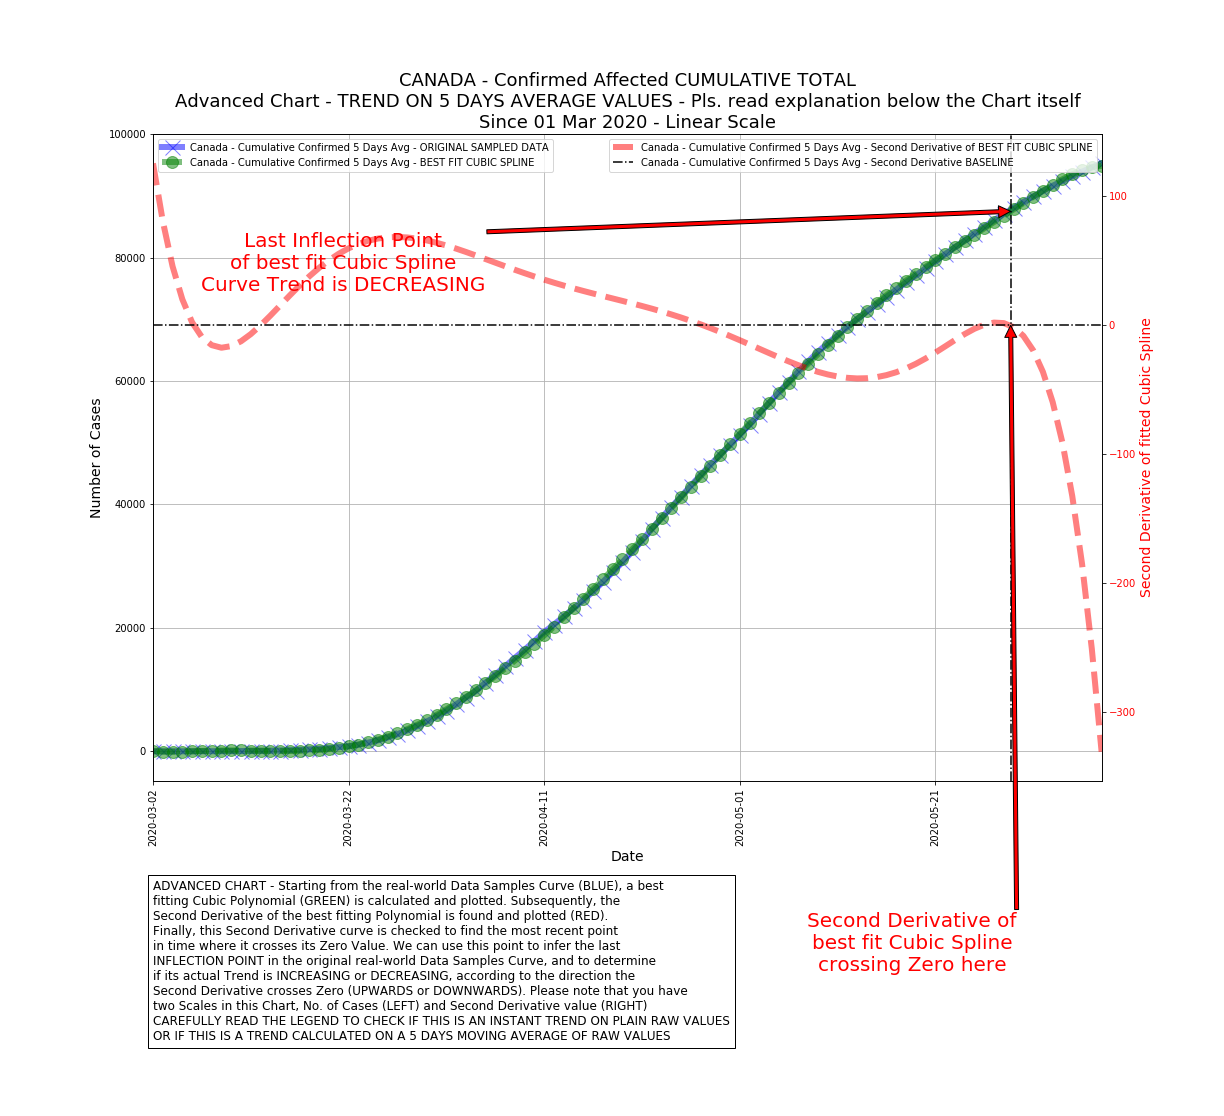 CANADA - Confirmed Affected CUMULATIVE TOTAL
Advanced Chart - TREND ON 5 DAYS AVERAGE VALUES - Pls. read explanation below the Chart itself
Since 01 Mar 2020 - Linear Scale
Canada - Cumulative Confirmed 5 Days Avg - ORIGINAL SAMPLED DATA
Canada - Cumulative Confirmed 5 Days Avg - BEST FIT CUBIC SPLINE
Canada - Cumulative Confirmed 5 Days Avg - Second Derivative of BEST FIT CUBIC SPLINE
Canada - Cumulative Confirmed 5 Days Avg - Second Derivative BASELINE
Last Inflection Point
of best fit Cubic Spline
Curve Trend is DECREASING
Number of Cases
100000
80000
60000
40000
20000
0
100
0
−100
−200
−300
Second Derivative of fitted Cubic Spline
2020-03-02
2020-03-22
2020-04-11
2020-05-01
2020-05-21
Date
Second Derivative of
best fit Cubic Spline
crossing Zero here
ADVANCED CHART - Starting from the real-world Data Samples Curve (BLUE), a best
fitting Cubic Polynomial (GREEN) is calculated and plotted. Subsequently, the
Second Derivative of the best fitting Polynomial is found and plotted (RED).
Finally, this Second Derivative curve is checked to find the most recent point
in time where it crosses its Zero Value. We can use this point to infer the last
INFLECTION POINT in the original real-world Data Samples Curve, and to determine
if its actual Trend is INCREASING or DECREASING, according to the direction the
Second Derivative crosses Zero (UPWARDS or DOWNWARDS). Please note that you have
two Scales in this Chart, No. of Cases (LEFT) and Second Derivative value (RIGHT)
CAREFULLY READ THE LEGEND TO CHECK IF THIS IS AN INSTANT TREND ON PLAIN RAW VALUES
OR IF THIS IS A TREND CALCULATED ON A 5 DAYS MOVING AVERAGE OF RAW VALUES